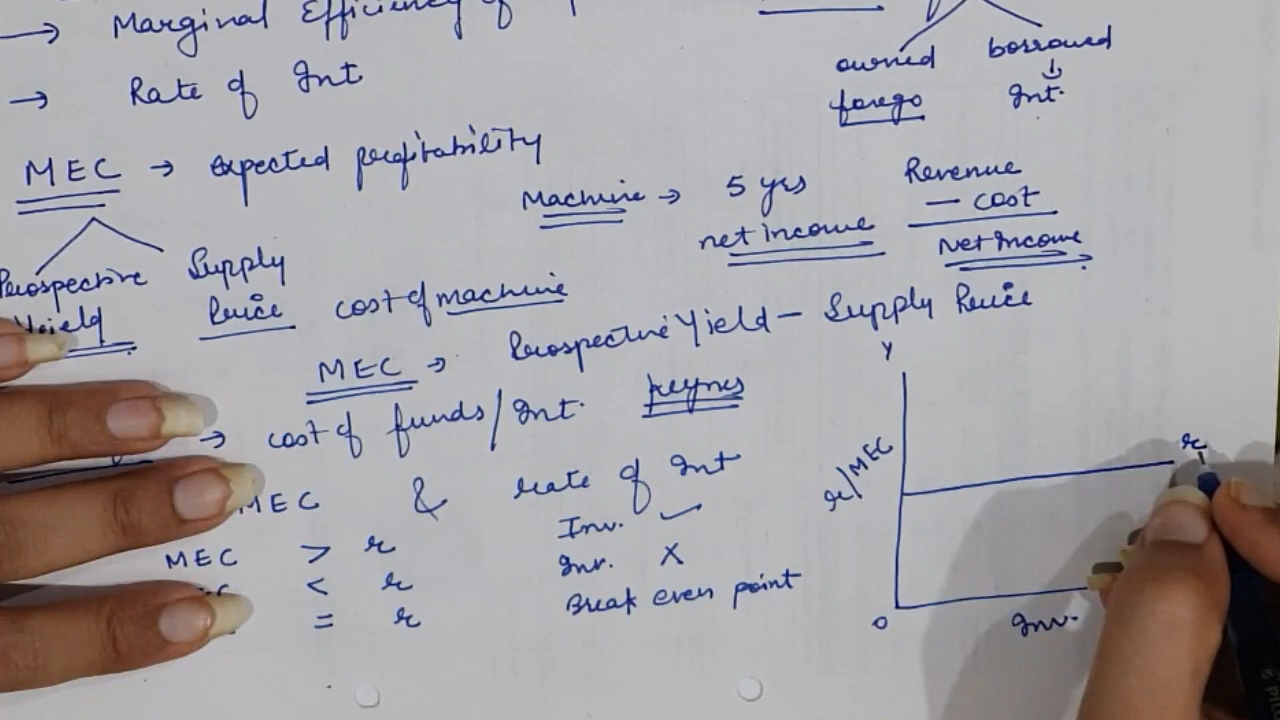 → Marginal Efficiency of
→ Rate of Int
owned borrowed
↓
forego Int.
MEC → expected profitability
Machine → 5 yrs
net income
Revenue
— cost
Net Income
Prospective Yield
Supply Price
cost of machine
MEC → Prospective Yield — Supply Price
→ cost of funds/Int. Keynes
MEC & rate of Int
MEC > r Inv. ✓
< r Inv. X
= r Break even point
Y
r/MEC
r
O
Inv.